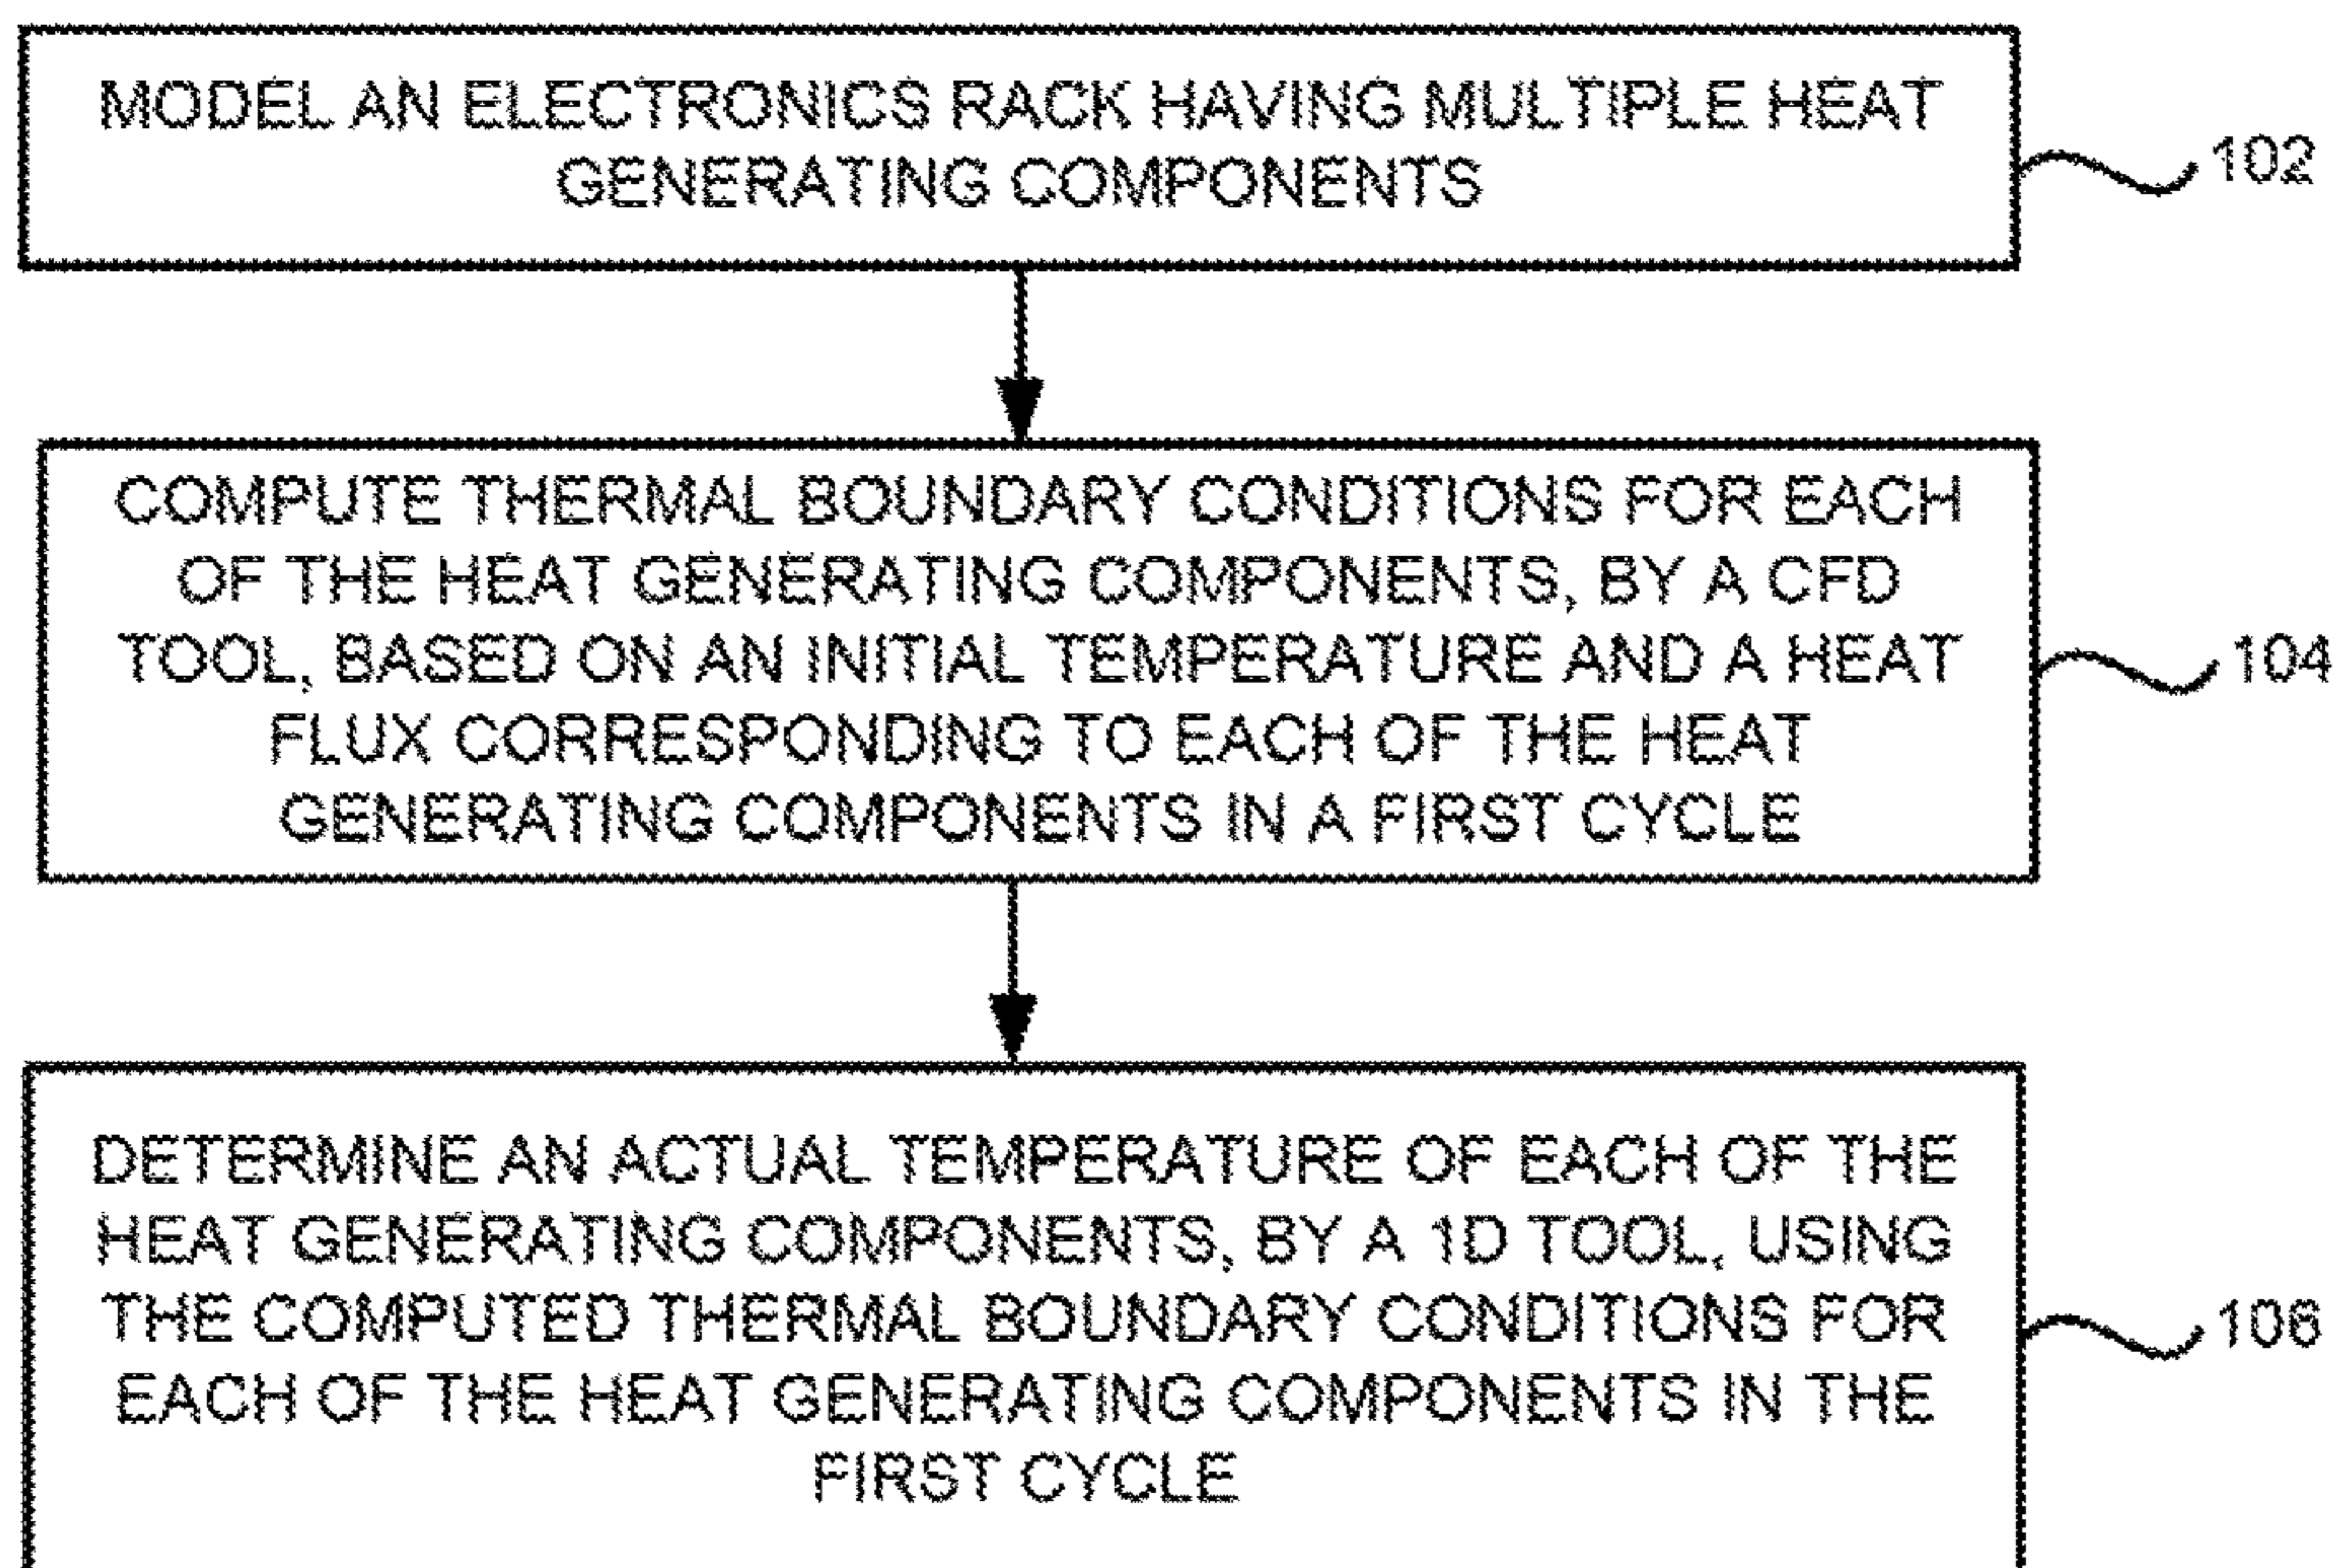 MODEL AN ELECTRONICS RACK HAVING MULTIPLE HEAT
GENERATING COMPONENTS
102
COMPUTE THERMAL BOUNDARY CONDITIONS FOR EACH
OF THE HEAT GENERATING COMPONENTS, BY A CFD
TOOL, BASED ON AN INITIAL TEMPERATURE AND A HEAT
FLUX CORRESPONDING TO EACH OF THE HEAT
GENERATING COMPONENTS IN A FIRST CYCLE
104
DETERMINE AN ACTUAL TEMPERATURE OF EACH OF THE
HEAT GENERATING COMPONENTS, BY A 1D TOOL, USING
THE COMPUTED THERMAL BOUNDARY CONDITIONS FOR
EACH OF THE HEAT GENERATING COMPONENTS IN THE
FIRST CYCLE
106